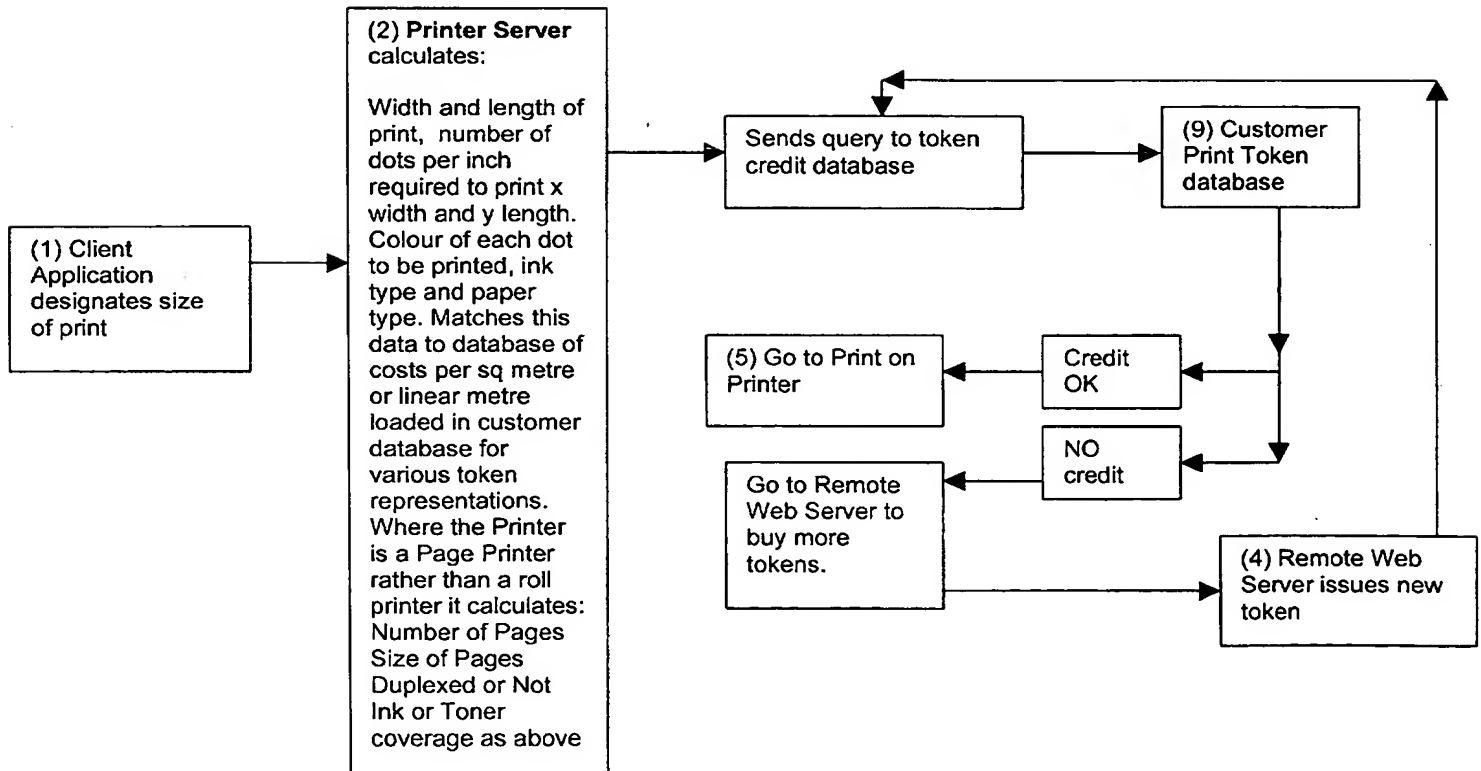 (1) Client
Application
designates size
of print
(2) Printer Server
calculates:
Width and length of
print, number of
dots per inch
required to print x
width and y length.
Colour of each dot
to be printed, ink
type and paper
type. Matches this
data to database of
costs per sq metre
or linear metre
loaded in customer
database for
various token
representations.
Where the Printer
is a Page Printer
rather than a roll
printer it calculates:
Number of Pages
Size of Pages
Duplexed or Not
Ink or Toner
coverage as above
Sends query to token
credit database
(9) Customer
Print Token
database
Credit
OK
(5) Go to Print on
Printer
NO
credit
Go to Remote
Web Server to
buy more
tokens.
(4) Remote Web
Server issues new
token